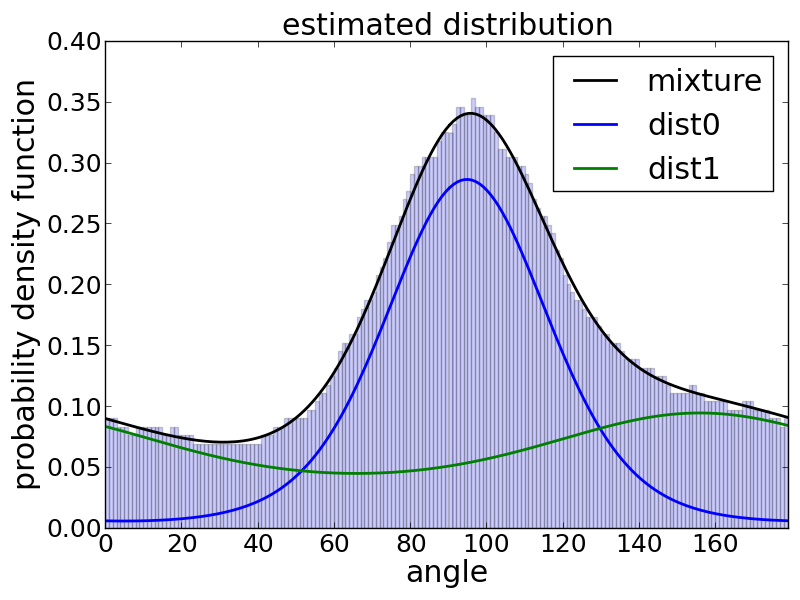 estimated distribution
0.40
0.35
0.30
0.25
0.20
0.15
0.10
0.05
0.00
probability density function
mixture
dist0
dist1
0 20 40 60 80 100 120 140 160
angle